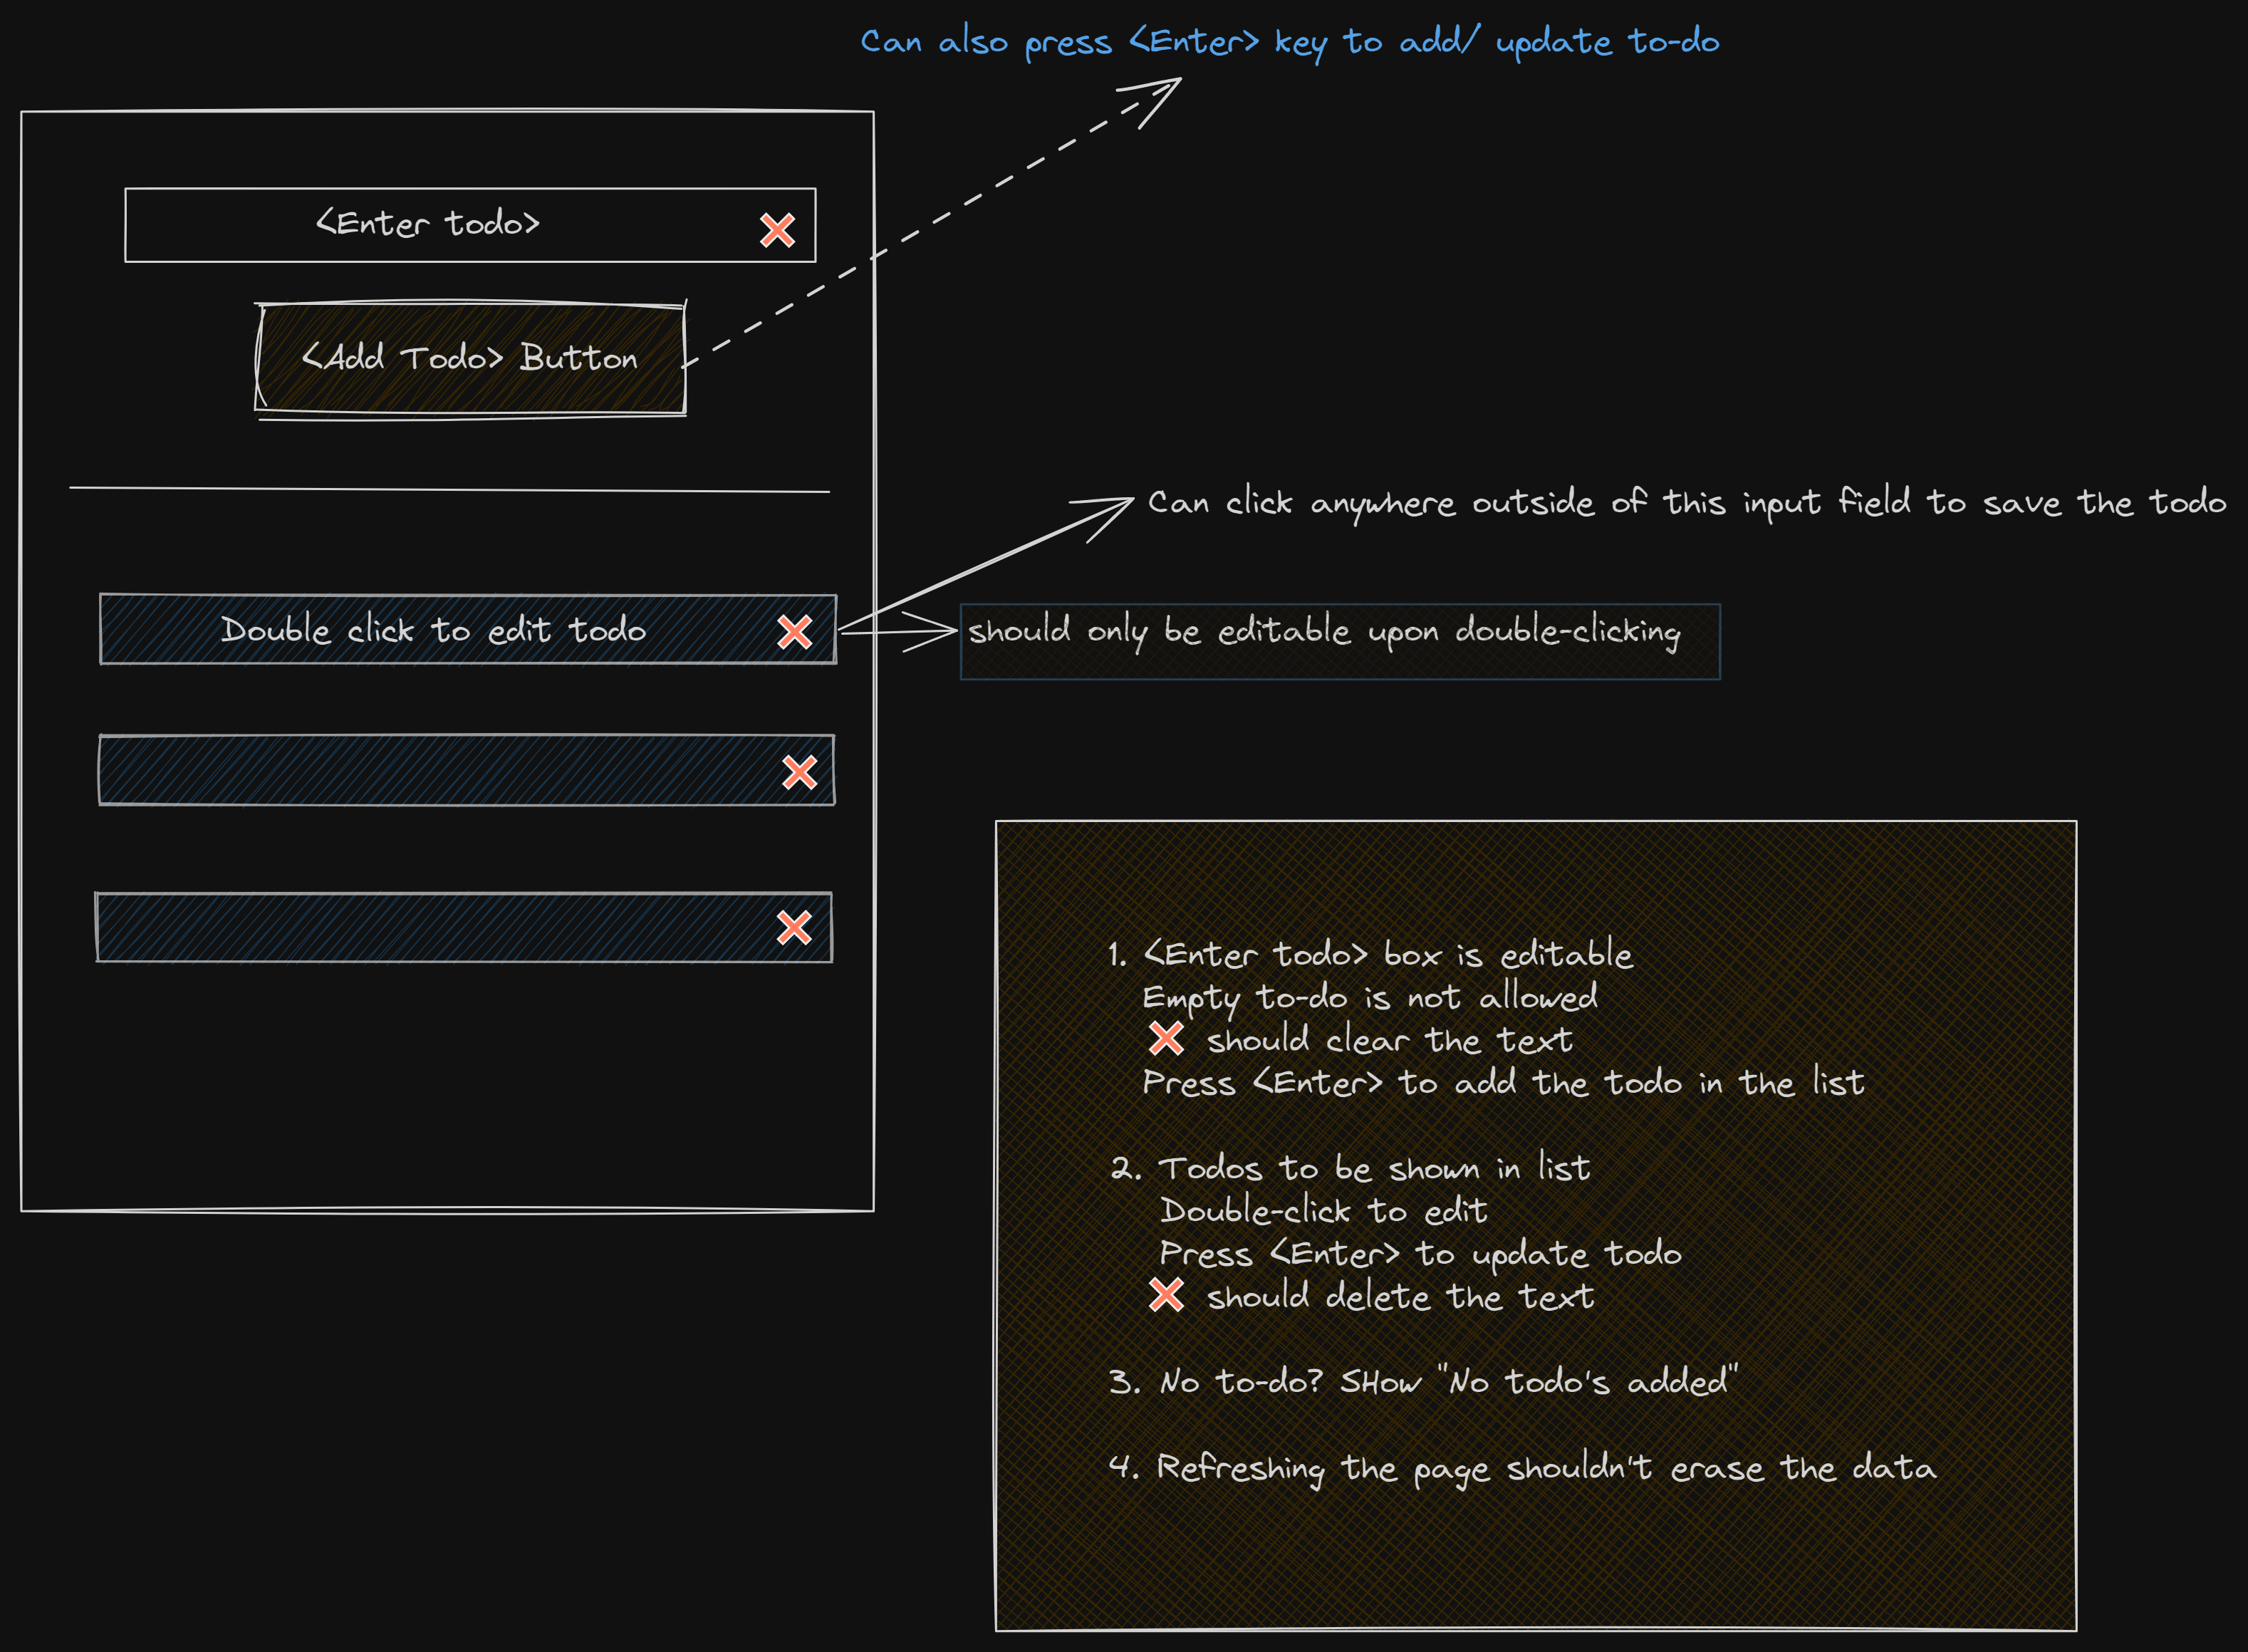 Can also press <Enter> key to add/ update to-do
<Enter todo>
<Add Todo> Button
Can click anywhere outside of this input field to save the todo
Double click to edit todo
should only be editable upon double-clicking
1. <Enter todo> box is editable
Empty to-do is not allowed
❌ should clear the text
Press <Enter> to add the todo in the list
2. Todos to be shown in list
Double-click to edit
Press <Enter> to update todo
❌ should delete the text
3. No to-do? SHow "No todo's added"
4. Refreshing the page shouldn't erase the data